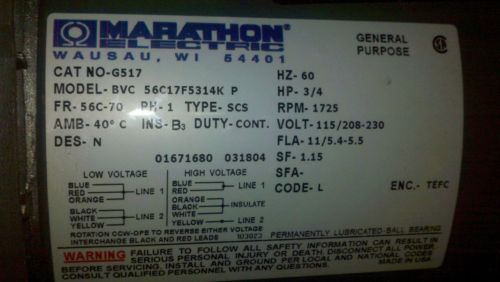 MARATHON
ELECTRIC
WAUSAU, WI 54401
GENERAL
PURPOSE
CAT NO-G517
HZ-60
MODEL-BVC 56C17F5314K P
HP-3/4
FR-56C-70 PH-1 TYPE-SCS
RPM-1725
AMB-40°C INS-B3 DUTY-CONT.
VOLT-115/208-230
DES-N
FLA-11/5.4-5.5
01671680 031804
SF-1.15
SFA-
CODE-L
ENC.-TEFC
LOW VOLTAGE
BLUE
RED
ORANGE
LINE 1
BLACK
WHITE
YELLOW
LINE 2
HIGH VOLTAGE
BLUE
RED
LINE 1
ORANGE
BLACK
INSULATE
WHITE
YELLOW
LINE 2
ROTATION CCW-OPE TO REVERSE EITHER VOLTAGE
INTERCHANGE BLACK AND RED LEADS
103023
PERMANENTLY LUBRICATED BALL BEARING
WARNING FAILURE TO FOLLOW ALL SAFETY INFORMATION CAN RESULT IN
SERIOUS PERSONAL INJURY OR DEATH. DISCONNECT ALL POWER
BEFORE SERVICING. INSTALL AND GROUND PER LOCAL AND NATIONAL CODES
CONSULT QUALIFIED PERSONNEL WITH ANY QUESTIONS.
MADE IN USA